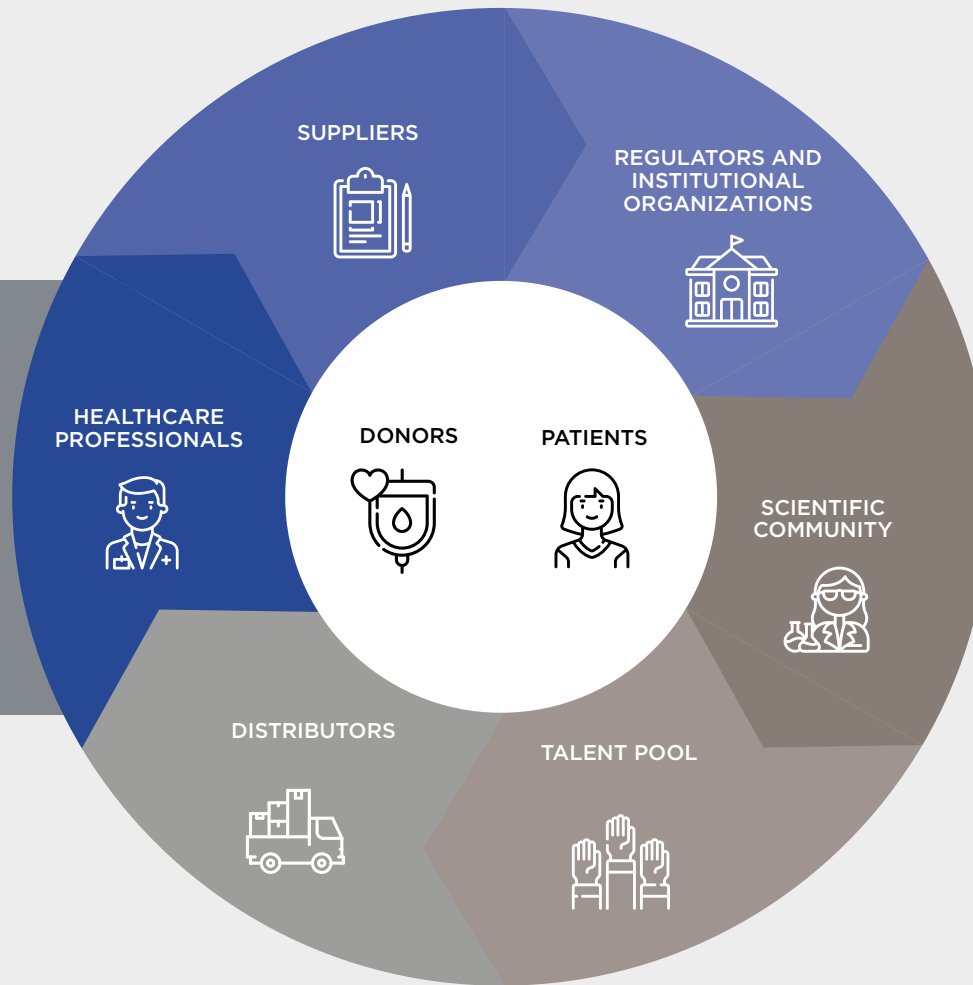 SUPPLIERS
REGULATORS AND
INSTITUTIONAL
ORGANIZATIONS
HEALTHCARE
PROFESSIONALS
DONORS
PATIENTS
SCIENTIFIC
COMMUNITY
DISTRIBUTORS
TALENT POOL